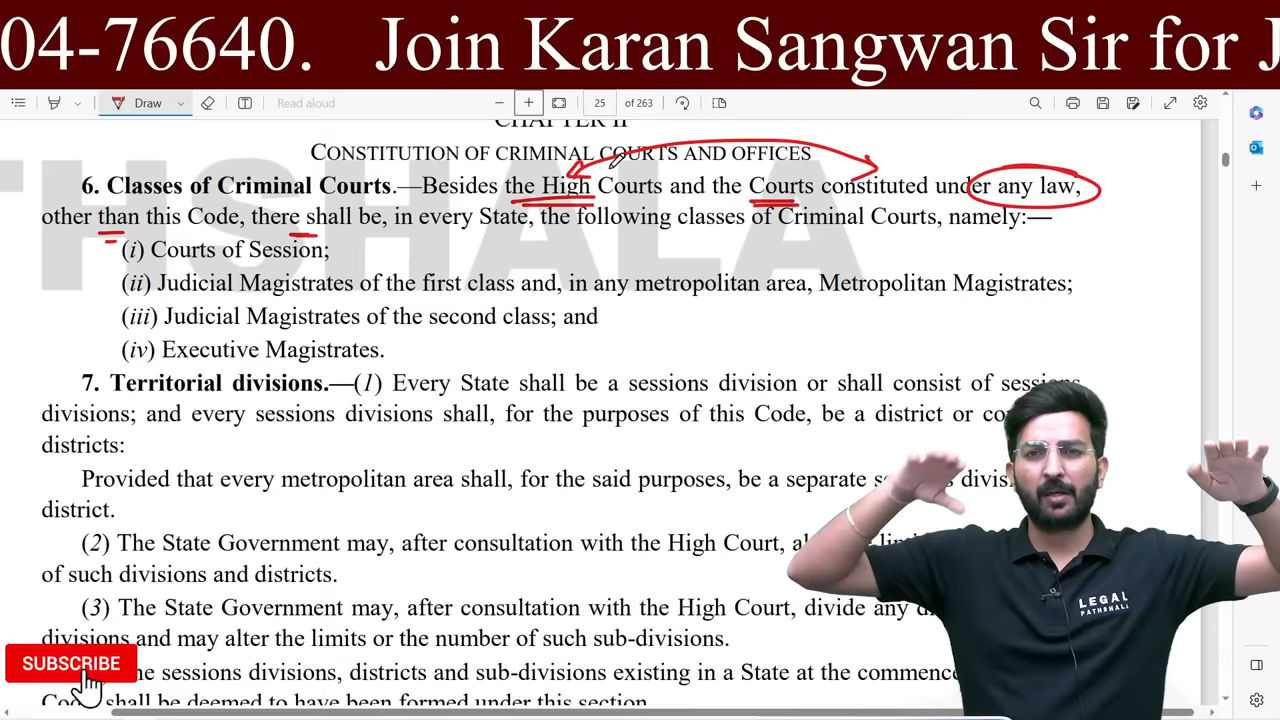 04-76640. Join Karan Sangwan Sir for J
Draw
Read aloud
25 of 263
CHAPTER II
CONSTITUTION OF CRIMINAL COURTS AND OFFICES
6. Classes of Criminal Courts.—Besides the High Courts and the Courts constituted under any law,
other than this Code, there shall be, in every State, the following classes of Criminal Courts, namely:—
(i) Courts of Session;
(ii) Judicial Magistrates of the first class and, in any metropolitan area, Metropolitan Magistrates;
(iii) Judicial Magistrates of the second class; and
(iv) Executive Magistrates.
7. Territorial divisions.—(1) Every State shall be a sessions division or shall consist of sessions
divisions; and every sessions divisions shall, for the purposes of this Code, be a district or
districts:
Provided that every metropolitan area shall, for the said purposes, be a separate
district.
(2) The State Government may, after consultation with the High Court,
of such divisions and districts.
(3) The State Government may, after consultation with the High Court, divide any
divisions and may alter the limits or the number of such sub-divisions.
sessions divisions, districts and sub-divisions existing in a State at the
shall be deemed to have been formed under this section.
SUBSCRIBE
LEGAL
PATHSHALA
THSHALA